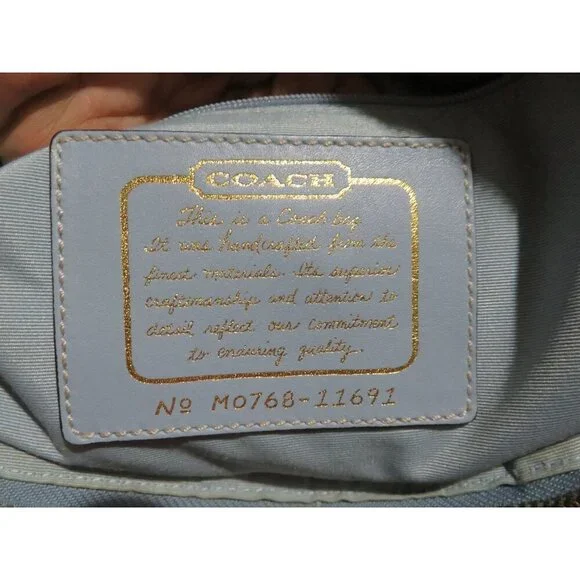 COACH
This is a Coach bag.
It was handcrafted from the
finest materials. Its superior
craftsmanship and attention to
detail reflect our commitment
to enduring quality.
No M0768-11691